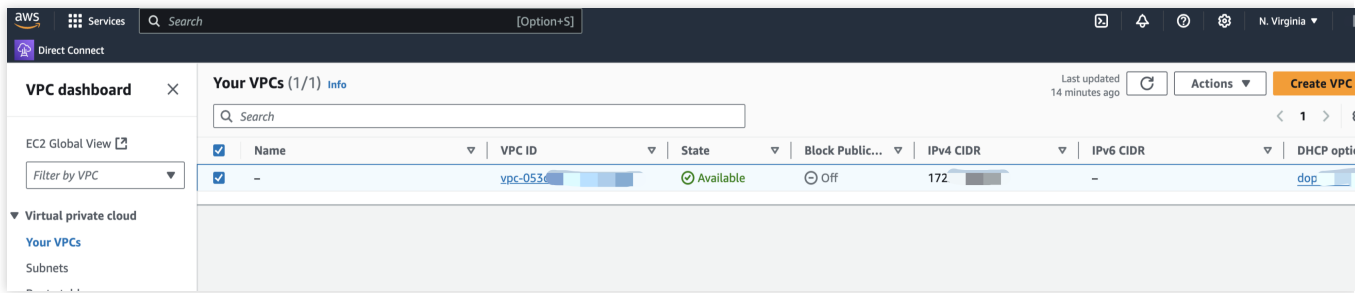 aws Services Search [Option+S] N. Virginia
Direct Connect
VPC dashboard
Your VPCs (1/1) Info
Last updated
14 minutes ago
Actions
Create VPC
Search
1
EC2 Global View
Filter by VPC
Name VPC ID State Block Public... IPv4 CIDR IPv6 CIDR DHCP opti
– vpc-053 Available Off 172. – dop
Virtual private cloud
Your VPCs
Subnets